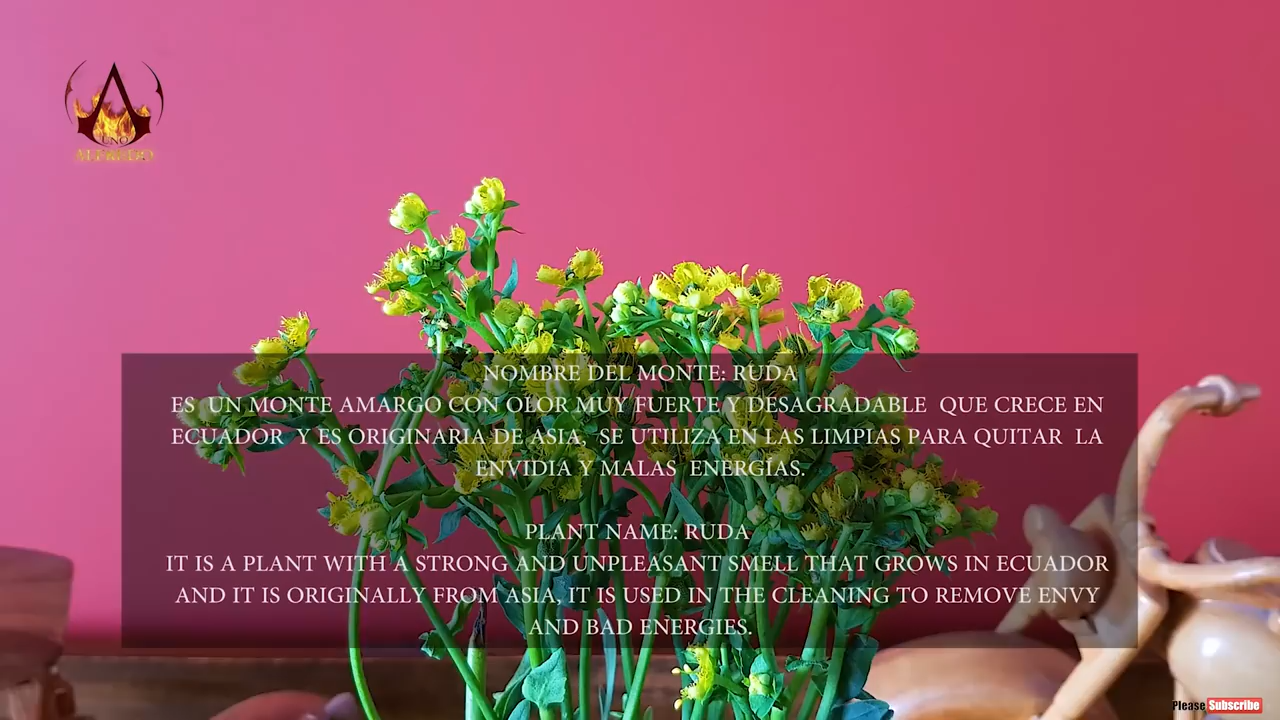 UNO
ALFREDO
NOMBRE DEL MONTE: RUDA
ES UN MONTE AMARGO CON OLOR MUY FUERTE Y DESAGRADABLE QUE CRECE EN
ECUADOR Y ES ORIGINARIA DE ASIA, SE UTILIZA EN LAS LIMPIAS PARA QUITAR LA
ENVIDIA Y MALAS ENERGÍAS.
PLANT NAME: RUDA
IT IS A PLANT WITH A STRONG AND UNPLEASANT SMELL THAT GROWS IN ECUADOR
AND IT IS ORIGINALLY FROM ASIA, IT IS USED IN THE CLEANING TO REMOVE ENVY
AND BAD ENERGIES.
Please Subscribe